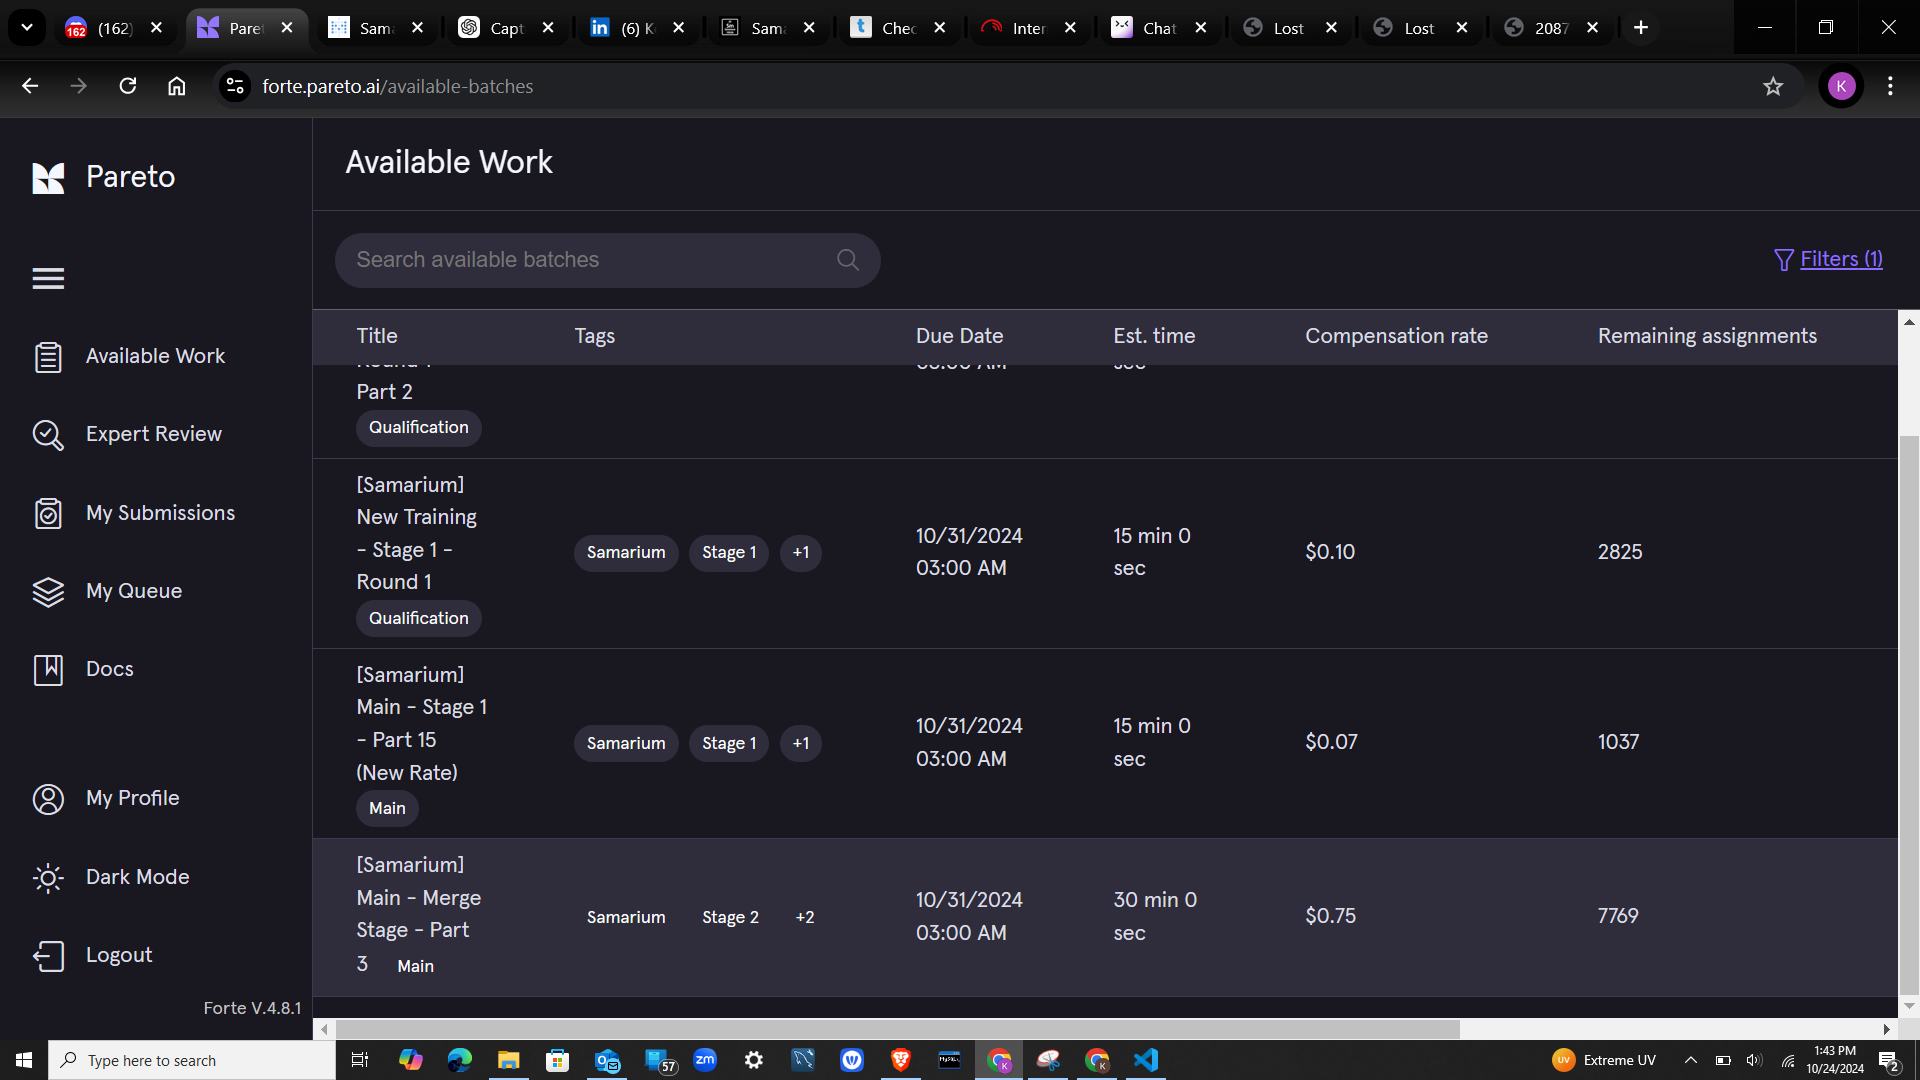 (162)
Paret
Sama
Capt
(6) K
Sama
Chec
Inter
Chat
Lost
Lost
2087
forte.pareto.ai/available-batches
K
Pareto
Available Work
Expert Review
My Submissions
My Queue
Docs
My Profile
Dark Mode
Logout
Forte V.4.8.1
Available Work
Search available batches
Filters (1)
Title Tags Due Date Est. time Compensation rate Remaining assignments
Part 2
Qualification
[Samarium]
New Training
- Stage 1 -
Round 1
Qualification
Samarium Stage 1 +1
10/31/2024
03:00 AM
15 min 0
sec
$0.10
2825
[Samarium]
Main - Stage 1
- Part 15
(New Rate)
Main
Samarium Stage 1 +1
10/31/2024
03:00 AM
15 min 0
sec
$0.07
1037
[Samarium]
Main - Merge
Stage - Part
3 Main
Samarium Stage 2 +2
10/31/2024
03:00 AM
30 min 0
sec
$0.75
7769
Type here to search
57
zm
Extreme UV
1:43 PM
10/24/2024
2